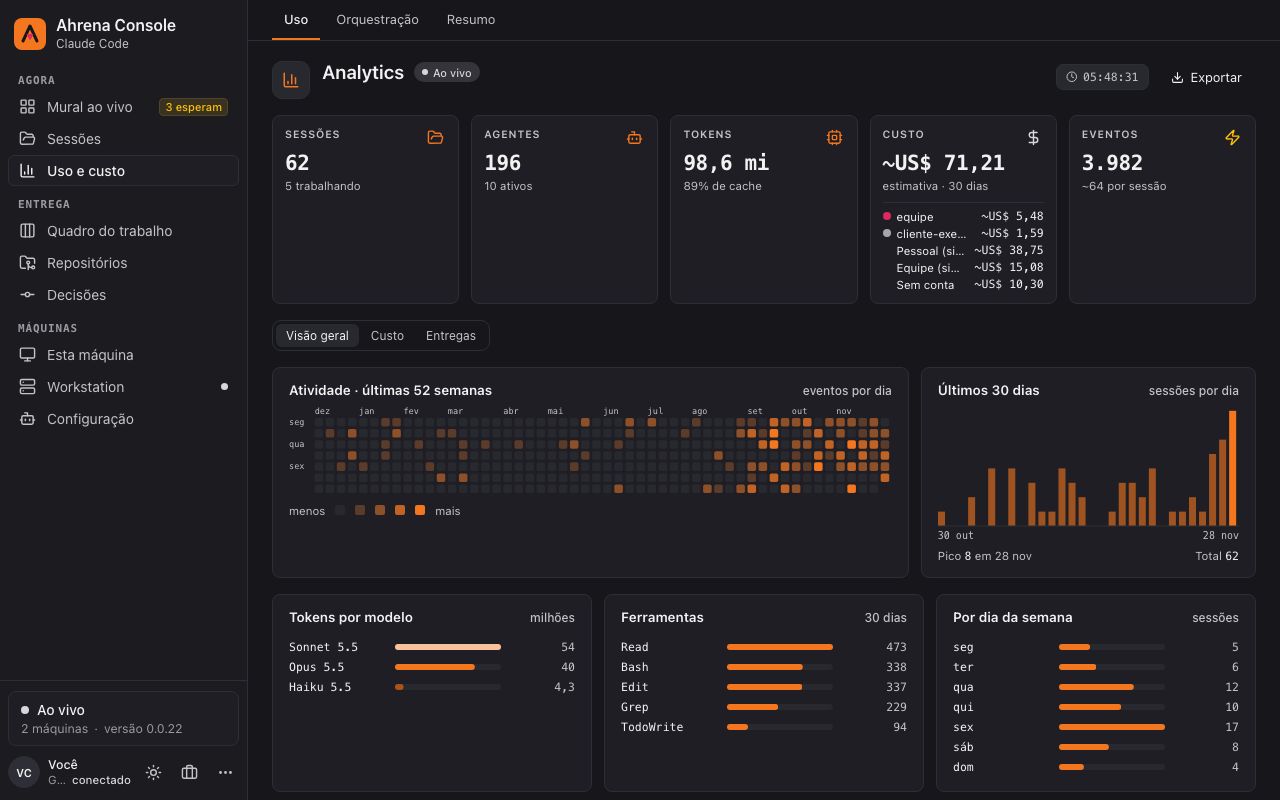 Ahrena Console
Claude Code
AGORA
Mural ao vivo
3 esperam
Sessões
Uso e custo
ENTREGA
Quadro do trabalho
Repositórios
Decisões
MÁQUINAS
Esta máquina
Workstation
Configuração
Ao vivo
2 máquinas · versão 0.0.22
VC
Você
G... conectado
Uso
Orquestração
Resumo
Analytics
Ao vivo
05:48:31
Exportar
SESSÕES
62
5 trabalhando
AGENTES
196
10 ativos
TOKENS
98,6 mi
89% de cache
CUSTO
~US$ 71,21
estimativa · 30 dias
equipe ~US$ 5,48
cliente-exe... ~US$ 1,59
Pessoal (si... ~US$ 38,75
Equipe (si... ~US$ 15,08
Sem conta ~US$ 10,30
EVENTOS
3.982
~64 por sessão
Visão geral
Custo
Entregas
Atividade · últimas 52 semanas
eventos por dia
dez jan fev mar abr mai jun jul ago set out nov
seg
qua
sex
menos
mais
Últimos 30 dias
sessões por dia
30 out
28 nov
Pico 8 em 28 nov
Total 62
Tokens por modelo
milhões
Sonnet 5.5 54
Opus 5.5 40
Haiku 5.5 4,3
Ferramentas
30 dias
Read 473
Bash 338
Edit 337
Grep 229
TodoWrite 94
Por dia da semana
sessões
seg 5
ter 6
qua 12
qui 10
sex 17
sáb 8
dom 4